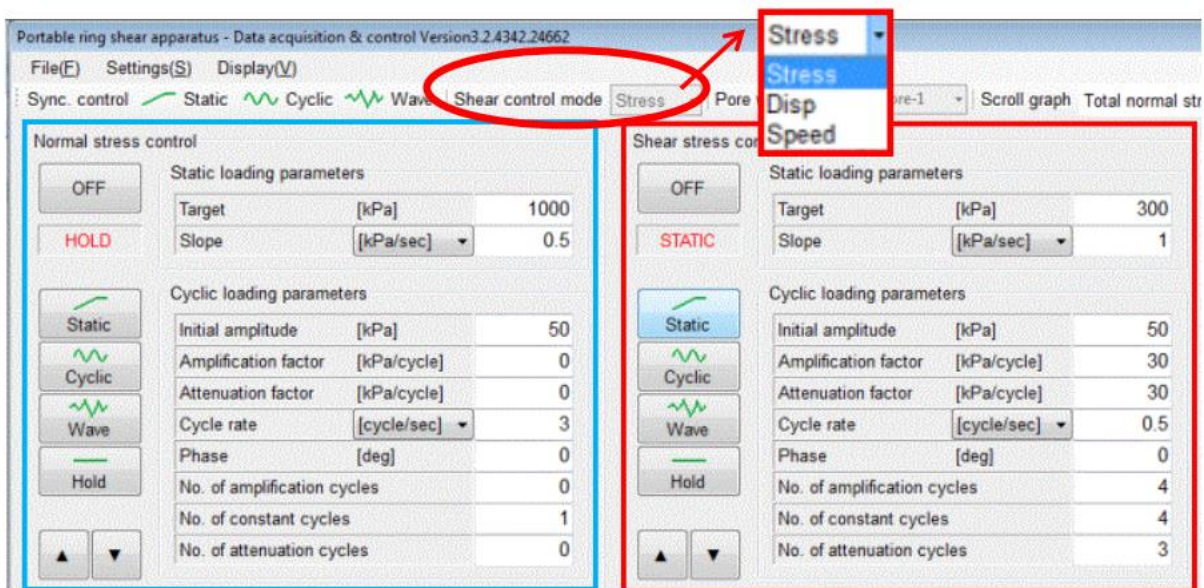 Portable ring shear apparatus - Data acquisition & control Version3.2.4342.24662
File(F) Settings(S) Display(V)
Sync. control Static Cyclic Wave Shear control mode Stress Pore re-1 Scroll graph Total normal str
Stress
Stress
Disp
Speed
Normal stress control
OFF
HOLD
Static loading parameters
Target [kPa] 1000
Slope [kPa/sec] 0.5
Static
Cyclic
Wave
Hold
Cyclic loading parameters
Initial amplitude [kPa] 50
Amplification factor [kPa/cycle] 0
Attenuation factor [kPa/cycle] 0
Cycle rate [cycle/sec] 3
Phase [deg] 0
No. of amplification cycles 0
No. of constant cycles 1
No. of attenuation cycles 0
Shear stress con
OFF
STATIC
Static loading parameters
Target [kPa] 300
Slope [kPa/sec] 1
Static
Cyclic
Wave
Hold
Cyclic loading parameters
Initial amplitude [kPa] 50
Amplification factor [kPa/cycle] 30
Attenuation factor [kPa/cycle] 30
Cycle rate [cycle/sec] 0.5
Phase [deg] 0
No. of amplification cycles 4
No. of constant cycles 4
No. of attenuation cycles 3